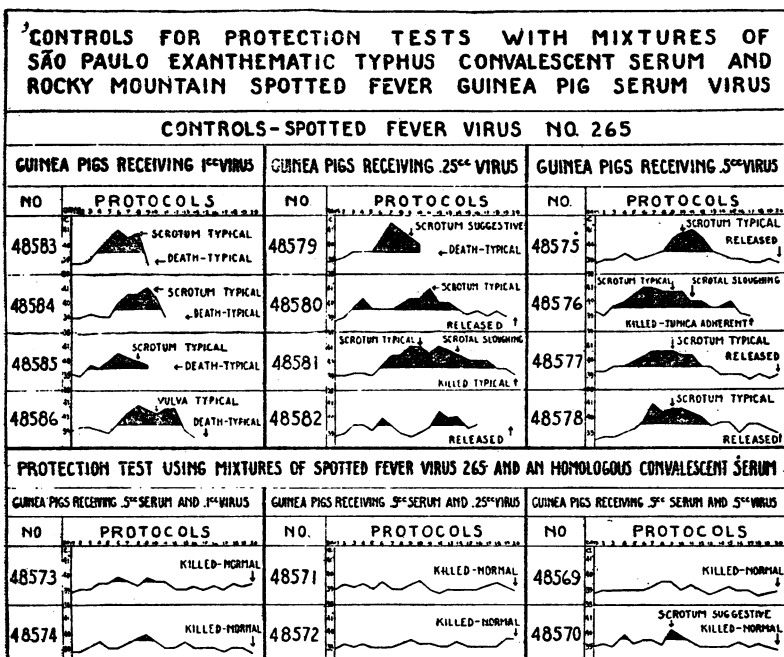 CONTROLS FOR PROTECTION TESTS WITH MIXTURES OF
SÃO PAULO EXANTHEMATIC TYPHUS CONVALESCENT SERUM AND
ROCKY MOUNTAIN SPOTTED FEVER GUINEA PIG SERUM VIRUS
CONTROLS-SPOTTED FEVER VIRUS NO. 265
GUINEA PIGS RECEIVING 1cc VIRUS
NO
PROTOCOLS
48583
SCROTUM TYPICAL
DEATH-TYPICAL
48584
SCROTUM TYPICAL
DEATH-TYPICAL
48585
SCROTUM TYPICAL
DEATH-TYPICAL
48586
VULVA TYPICAL
DEATH-TYPICAL
GUINEA PIGS RECEIVING .25cc VIRUS
NO.
PROTOCOLS
48579
SCROTUM SUGGESTIVE
DEATH-TYPICAL
48580
SCROTUM TYPICAL
RELEASED
48581
SCROTUM TYPICAL
SCROTAL SLOUGHING
KILLED TYPICAL
48582
RELEASED
GUINEA PIGS RECEIVING .5cc VIRUS
NO.
PROTOCOLS
48575
SCROTUM TYPICAL
RELEASED
48576
SCROTUM TYPICAL
SCROTAL SLOUGHING
KILLED-TUNICA ADHERENT
48577
SCROTUM TYPICAL
RELEASED
48578
SCROTUM TYPICAL
RELEASED
PROTECTION TEST USING MIXTURES OF SPOTTED FEVER VIRUS 265 AND AN HOMOLOGOUS CONVALESCENT SERUM
GUINEA PIGS RECEIVING .5cc SERUM AND .1cc VIRUS
NO
PROTOCOLS
48573
KILLED-NORMAL
48574
KILLED-NORMAL
GUINEA PIGS RECEIVING .5cc SERUM AND .25cc VIRUS
NO.
PROTOCOLS
48571
KILLED-NORMAL
48572
KILLED-NORMAL
GUINEA PIGS RECEIVING .5cc SERUM AND .5cc VIRUS
NO
PROTOCOLS
48569
KILLED-NORMAL
48570
SCROTUM SUGGESTIVE
KILLED-NORMAL